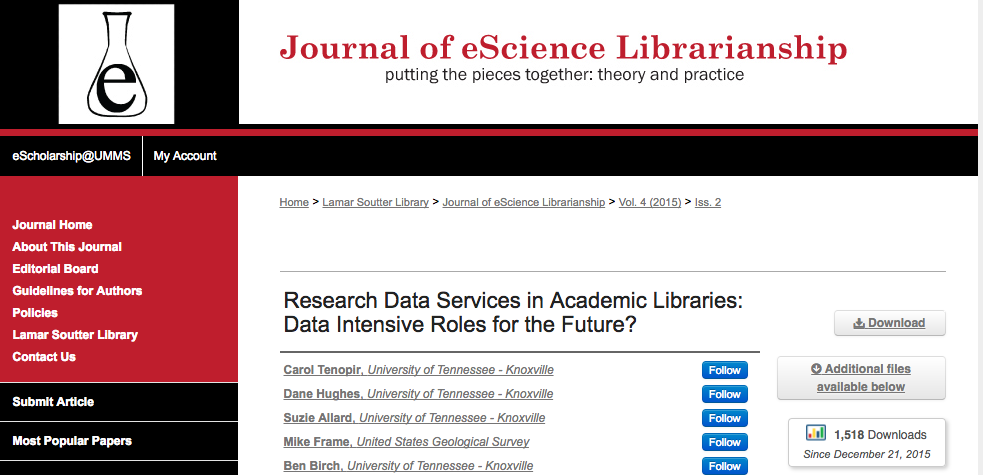 e
Journal of eScience Librarianship
putting the pieces together: theory and practice
eScholarship@UMMS
My Account
Journal Home
About This Journal
Editorial Board
Guidelines for Authors
Policies
Lamar Soutter Library
Contact Us
Submit Article
Most Popular Papers
Home > Lamar Soutter Library > Journal of eScience Librarianship > Vol. 4 (2015) > Iss. 2
Research Data Services in Academic Libraries:
Data Intensive Roles for the Future?
Carol Tenopir, University of Tennessee - Knoxville Follow
Dane Hughes, University of Tennessee - Knoxville Follow
Suzie Allard, University of Tennessee - Knoxville Follow
Mike Frame, United States Geological Survey Follow
Ben Birch, University of Tennessee - Knoxville Follow
Download
Additional files
available below
1,518 Downloads
Since December 21, 2015